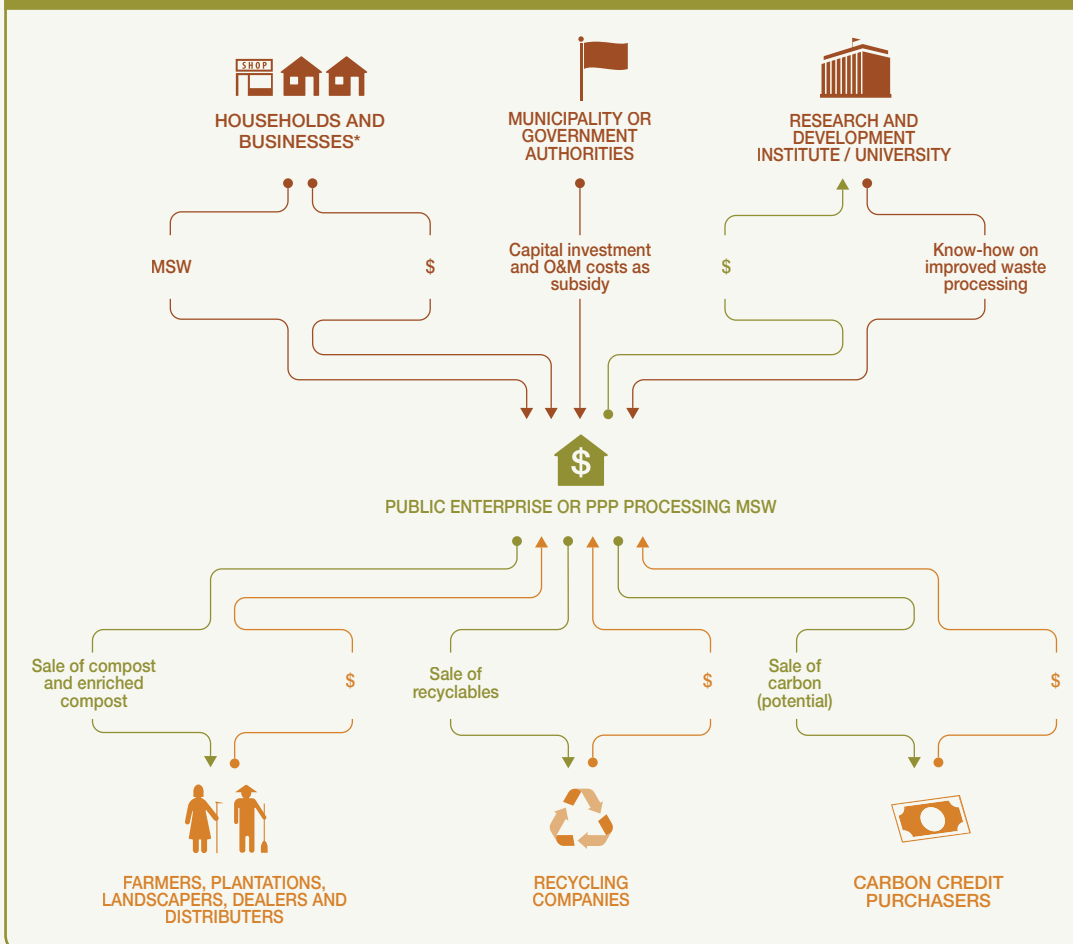 SHOP
HOUSEHOLDS AND
BUSINESSES*
MUNICIPALITY OR
GOVERNMENT
AUTHORITIES
RESEARCH AND
DEVELOPMENT
INSTITUTE / UNIVERSITY
MSW
$
Capital investment
and O&M costs as
subsidy
$
Know-how on
improved waste
processing
$
PUBLIC ENTERPRISE OR PPP PROCESSING MSW
Sale of compost
and enriched
compost
$
Sale of
recyclables
$
Sale of
carbon
(potential)
$
FARMERS, PLANTATIONS,
LANDSCAPERS, DEALERS AND
DISTRIBUTERS
RECYCLING
COMPANIES
CARBON CREDIT
PURCHASERS